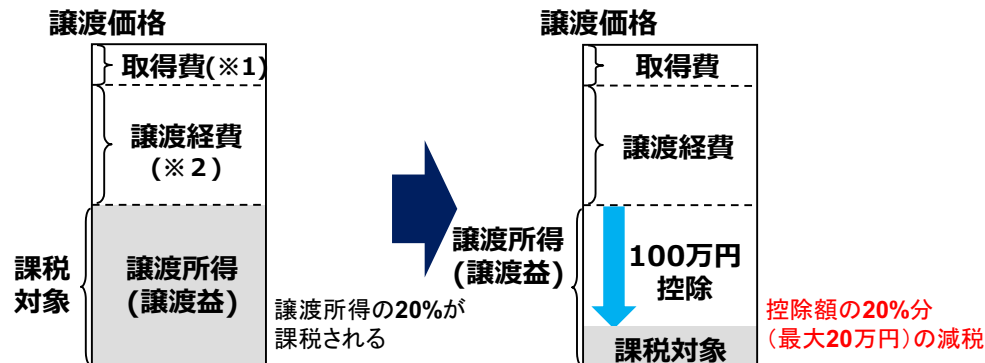 譲渡価格
取得費(※1)
譲渡経費
(※２)
課税
対象
譲渡所得
(譲渡益)
譲渡所得の20%が
課税される
譲渡価格
取得費
譲渡経費
譲渡所得
(譲渡益)
100万円
控除
課税対象
控除額の20%分
（最大20万円）の減税